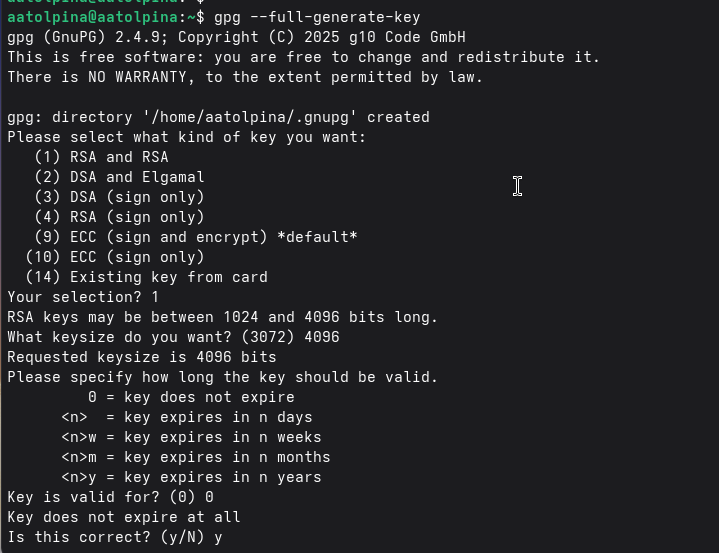 aatolpina@aatolpina:~$ gpg --full-generate-key
gpg (GnuPG) 2.4.9; Copyright (C) 2025 g10 Code GmbH
This is free software: you are free to change and redistribute it.
There is NO WARRANTY, to the extent permitted by law.

gpg: directory '/home/aatolpina/.gnupg' created
Please select what kind of key you want:
   (1) RSA and RSA
   (2) DSA and Elgamal
   (3) DSA (sign only)
   (4) RSA (sign only)
   (9) ECC (sign and encrypt) *default*
  (10) ECC (sign only)
  (14) Existing key from card
Your selection? 1
RSA keys may be between 1024 and 4096 bits long.
What keysize do you want? (3072) 4096
Requested keysize is 4096 bits
Please specify how long the key should be valid.
         0 = key does not expire
      <n>  = key expires in n days
      <n>w = key expires in n weeks
      <n>m = key expires in n months
      <n>y = key expires in n years
Key is valid for? (0) 0
Key does not expire at all
Is this correct? (y/N) y